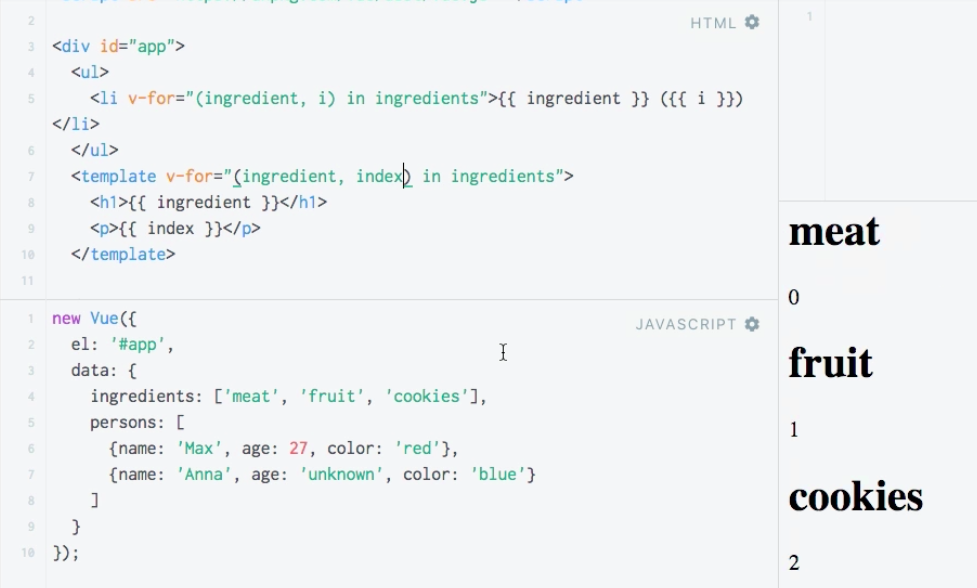 2
HTML
3 <div id="app">
4 <ul>
5 <li v-for="(ingredient, i) in ingredients">{{ ingredient }} ({{ i }})
</li>
6 </ul>
7 <template v-for="(ingredient, index) in ingredients">
8 <h1>{{ ingredient }}</h1>
9 <p>{{ index }}</p>
10 </template>
11
1 new Vue({
JAVASCRIPT
2 el: '#app',
3 data: {
4 ingredients: ['meat', 'fruit', 'cookies'],
5 persons: [
6 {name: 'Max', age: 27, color: 'red'},
7 {name: 'Anna', age: 'unknown', color: 'blue'}
8 ]
9 }
10 });
1
meat
0
fruit
1
cookies
2